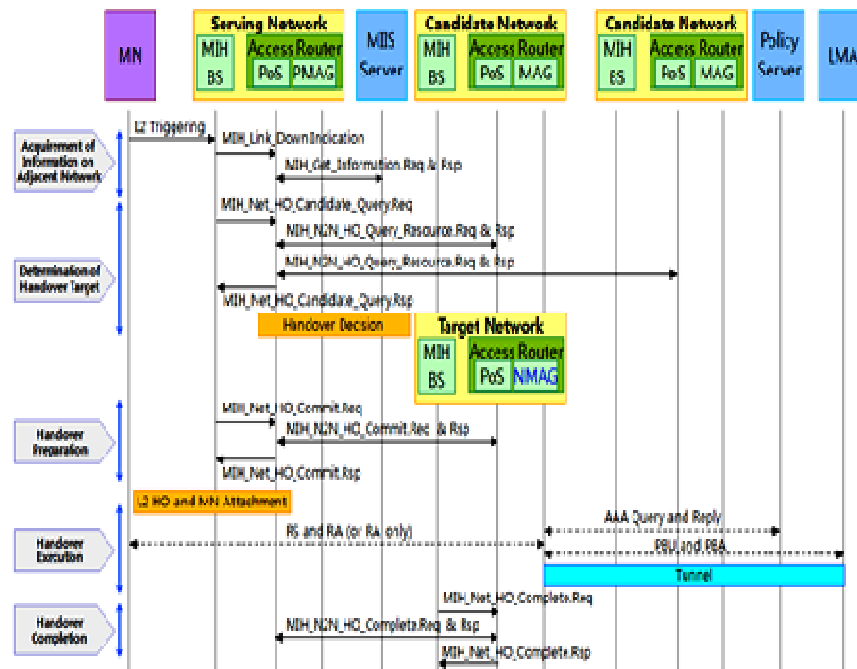 Serving Network
Candidate Network
Candidate Network
MN
MIH
BS
Access Router
PoS
PMAG
MIIS
Server
MIH
BS
Access Router
PoS
MAG
MIH
BS
Access Router
PoS
MAG
Policy
Server
LMA
L2 Triggering
MIH_Link_Down Indication
Acquirement of
Information on
Adjacent Network
MIH_Get_Information.Req & Rsp
MIH_Net_HO_Candidate_Query.Req
MIH_N2N_HO_Query_Resource.Req & Rsp
MIH_N2N_HO_Query_Resource.Req & Rsp
Determination of
Handover Target
MIH_Net_HO_Candidate_Query.Rsp
Handover Decision
Target Network
MIH
BS
Access Router
PoS
NMAG
MIH_Net_HO_Commit.Req
Handover
Preparation
MIH_N2N_HO_Commit.Req & Rsp
MIH_Net_HO_Commit.Rsp
L2 HO and MN Attachment
AAA Query and Reply
RS and RA (or RA only)
Handover
Execution
PBU and PBA
Tunnel
MIH_Net_HO_Complete.Req
Handover
Completion
MIH_N2N_HO_Complete.Req & Rsp
MIH_Net_HO_Complete.Rsp